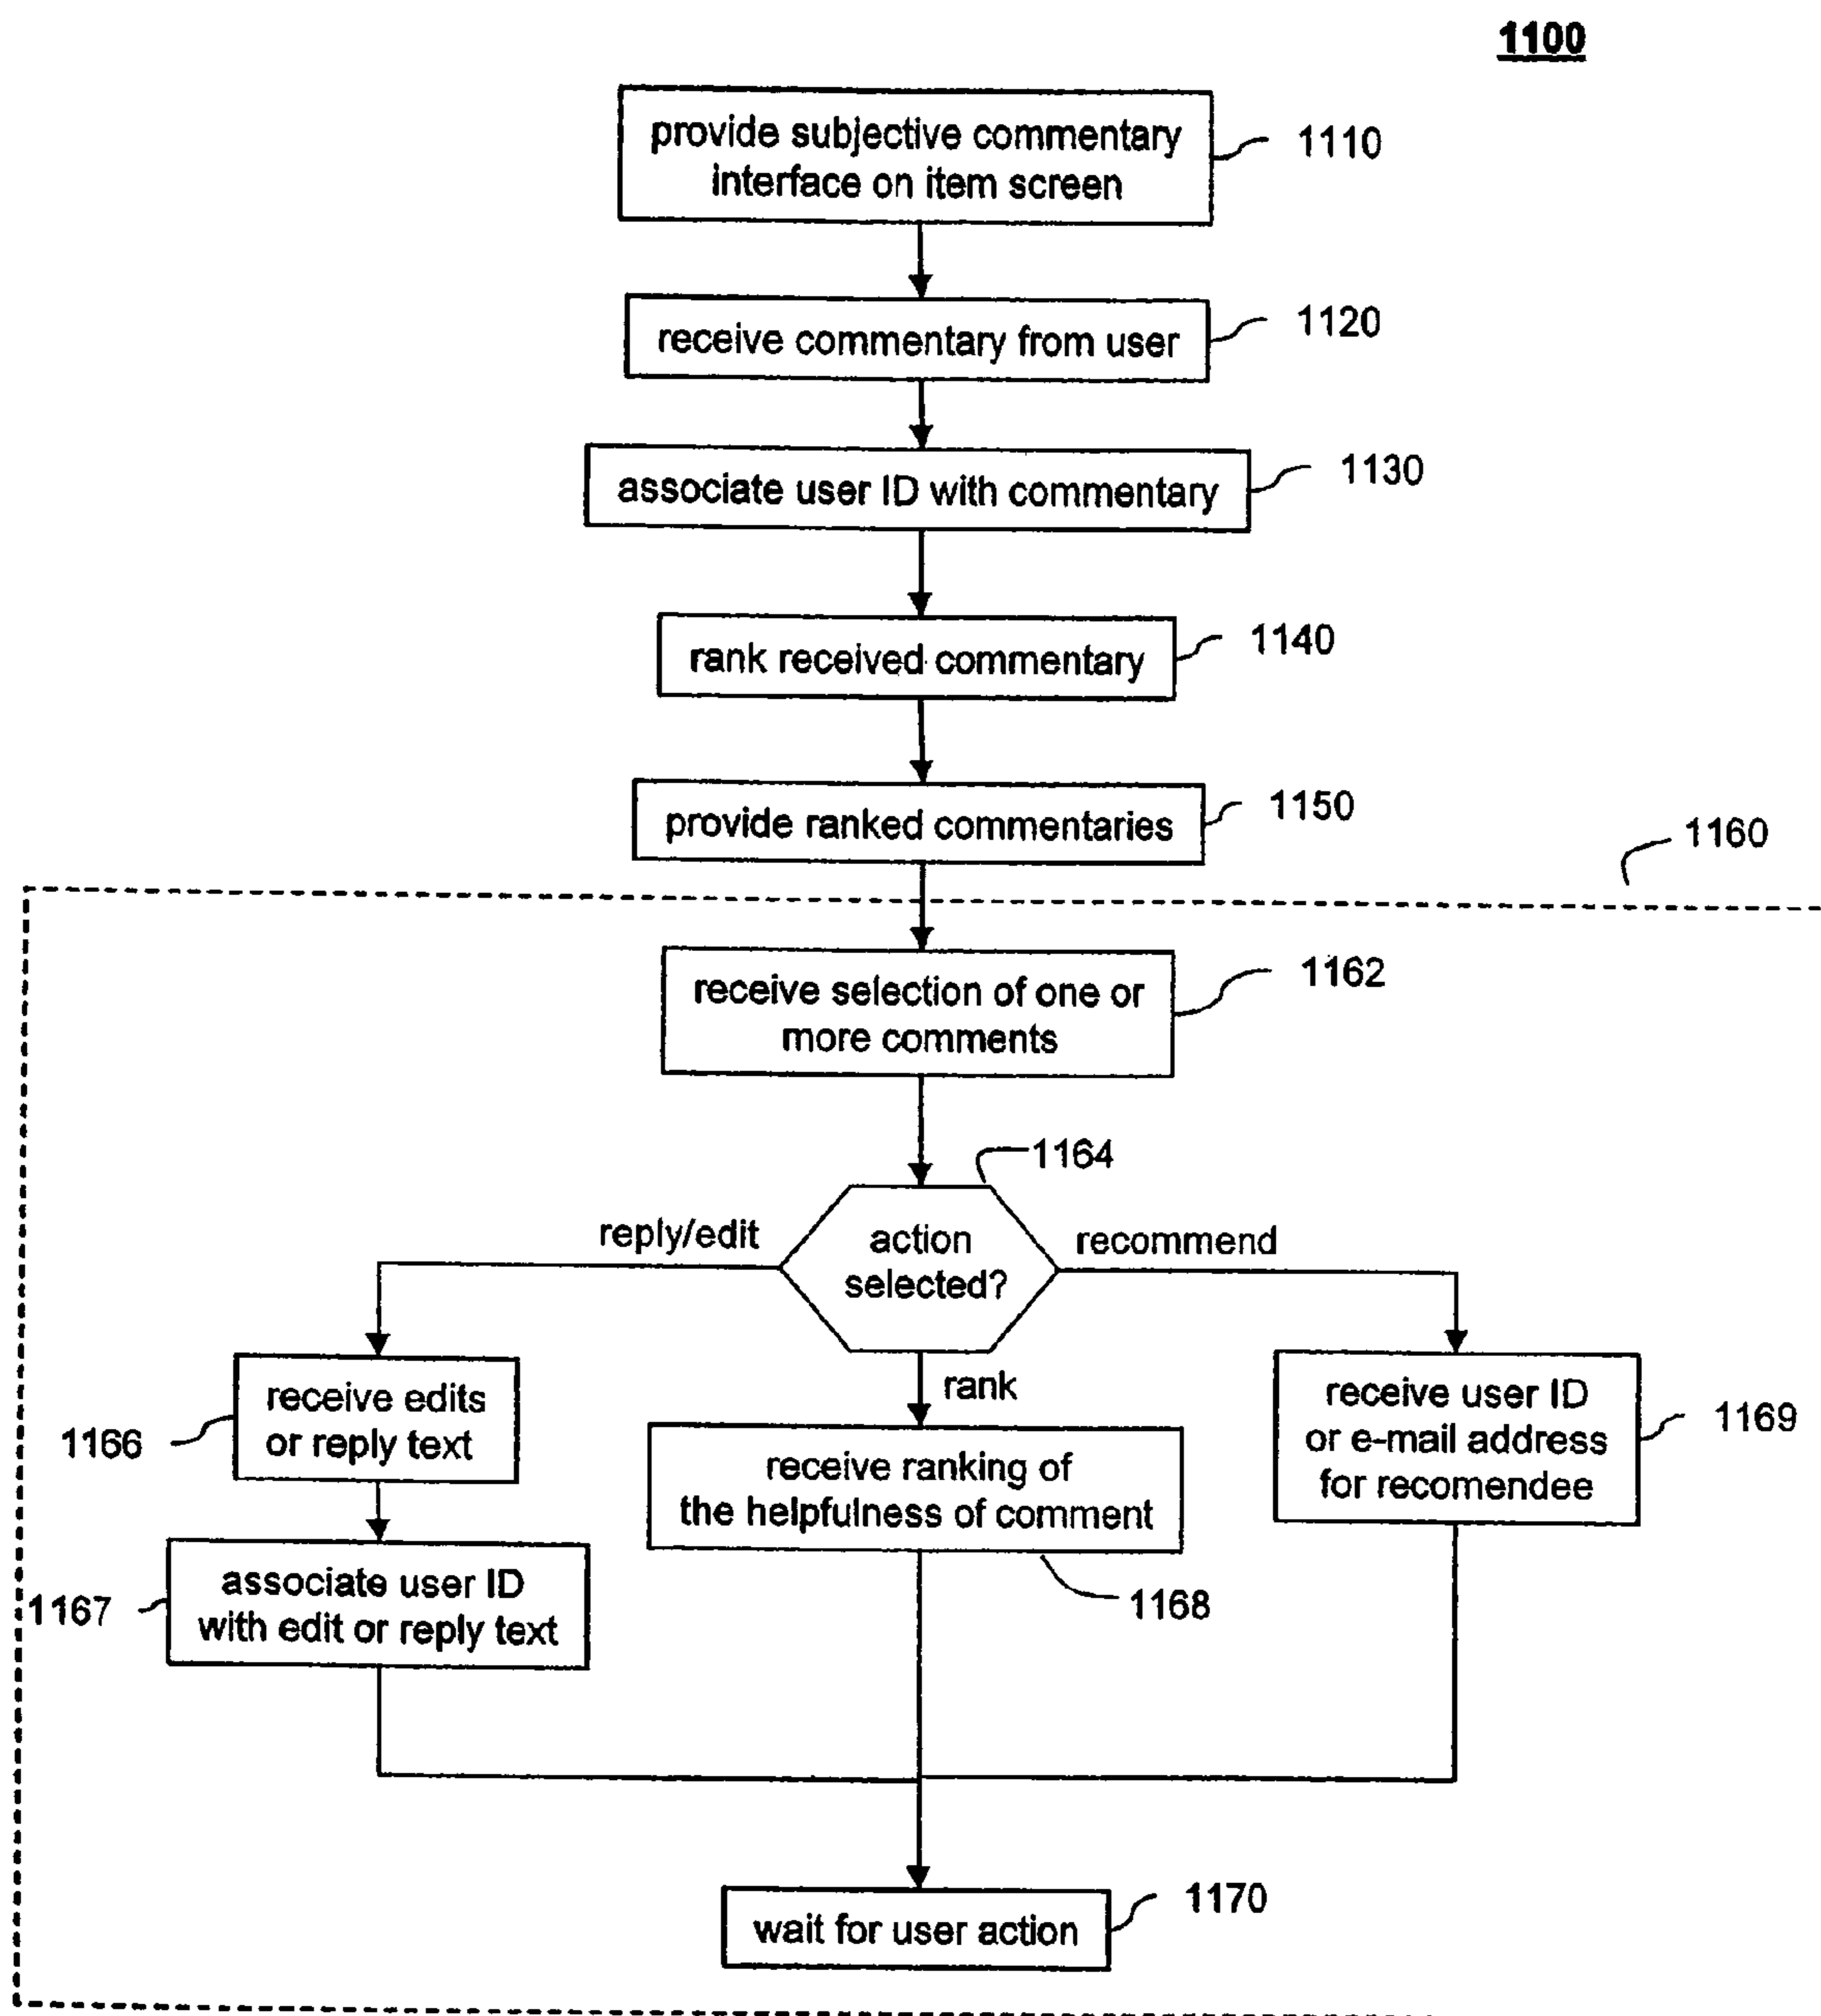 1100
provide subjective commentary
interface on item screen
1110
receive commentary from user
1120
associate user ID with commentary
1130
rank received commentary
1140
provide ranked commentaries
1150
1160
receive selection of one or
more comments
1162
1164
action
selected?
reply/edit
recommend
rank
receive edits
or reply text
1166
receive ranking of
the helpfulness of comment
1168
receive user ID
or e-mail address
for recomendee
1169
associate user ID
with edit or reply text
1167
wait for user action
1170